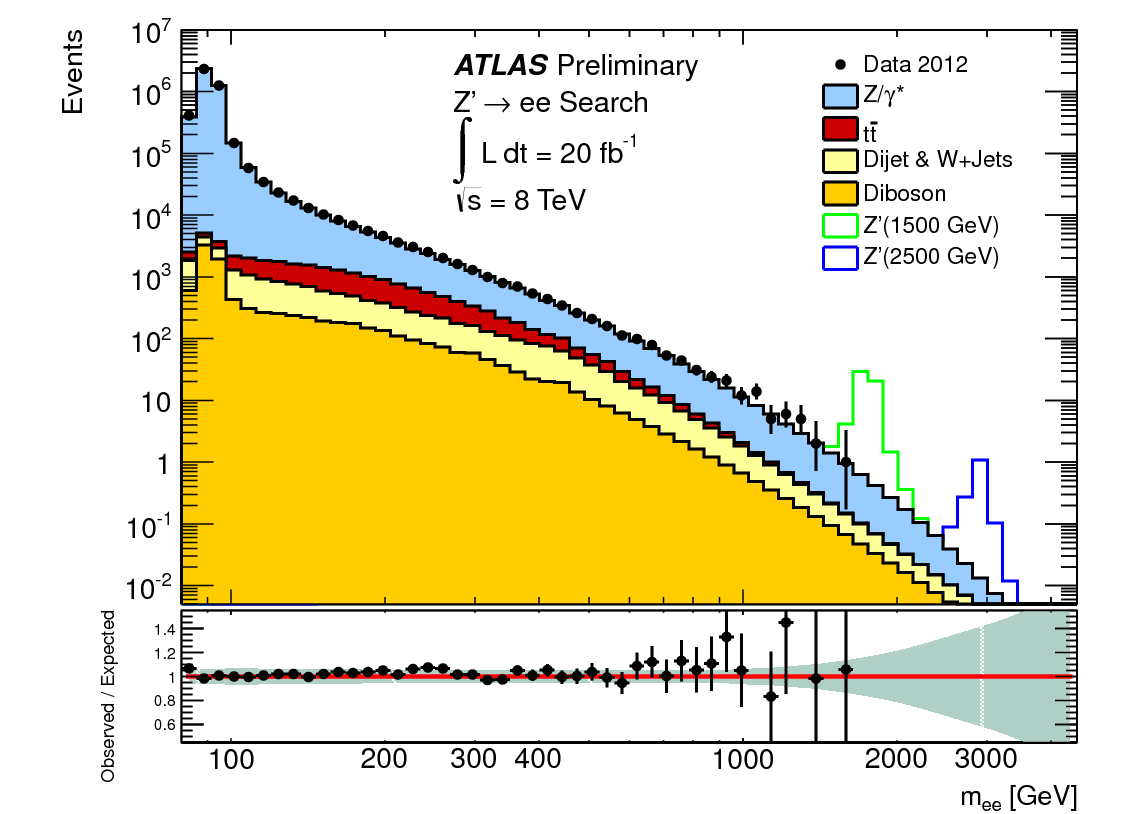 Events
10^7
10^6
10^5
10^4
10^3
10^2
10
1
10^-1
10^-2
ATLAS Preliminary
Z' → ee Search
∫ L dt = 20 fb^-1
√s = 8 TeV
Data 2012
Z/γ*
tt̄
Dijet & W+Jets
Diboson
Z'(1500 GeV)
Z'(2500 GeV)
Observed / Expected
1.4
1.2
1
0.8
0.6
100 200 300 400 1000 2000 3000
m_ee [GeV]